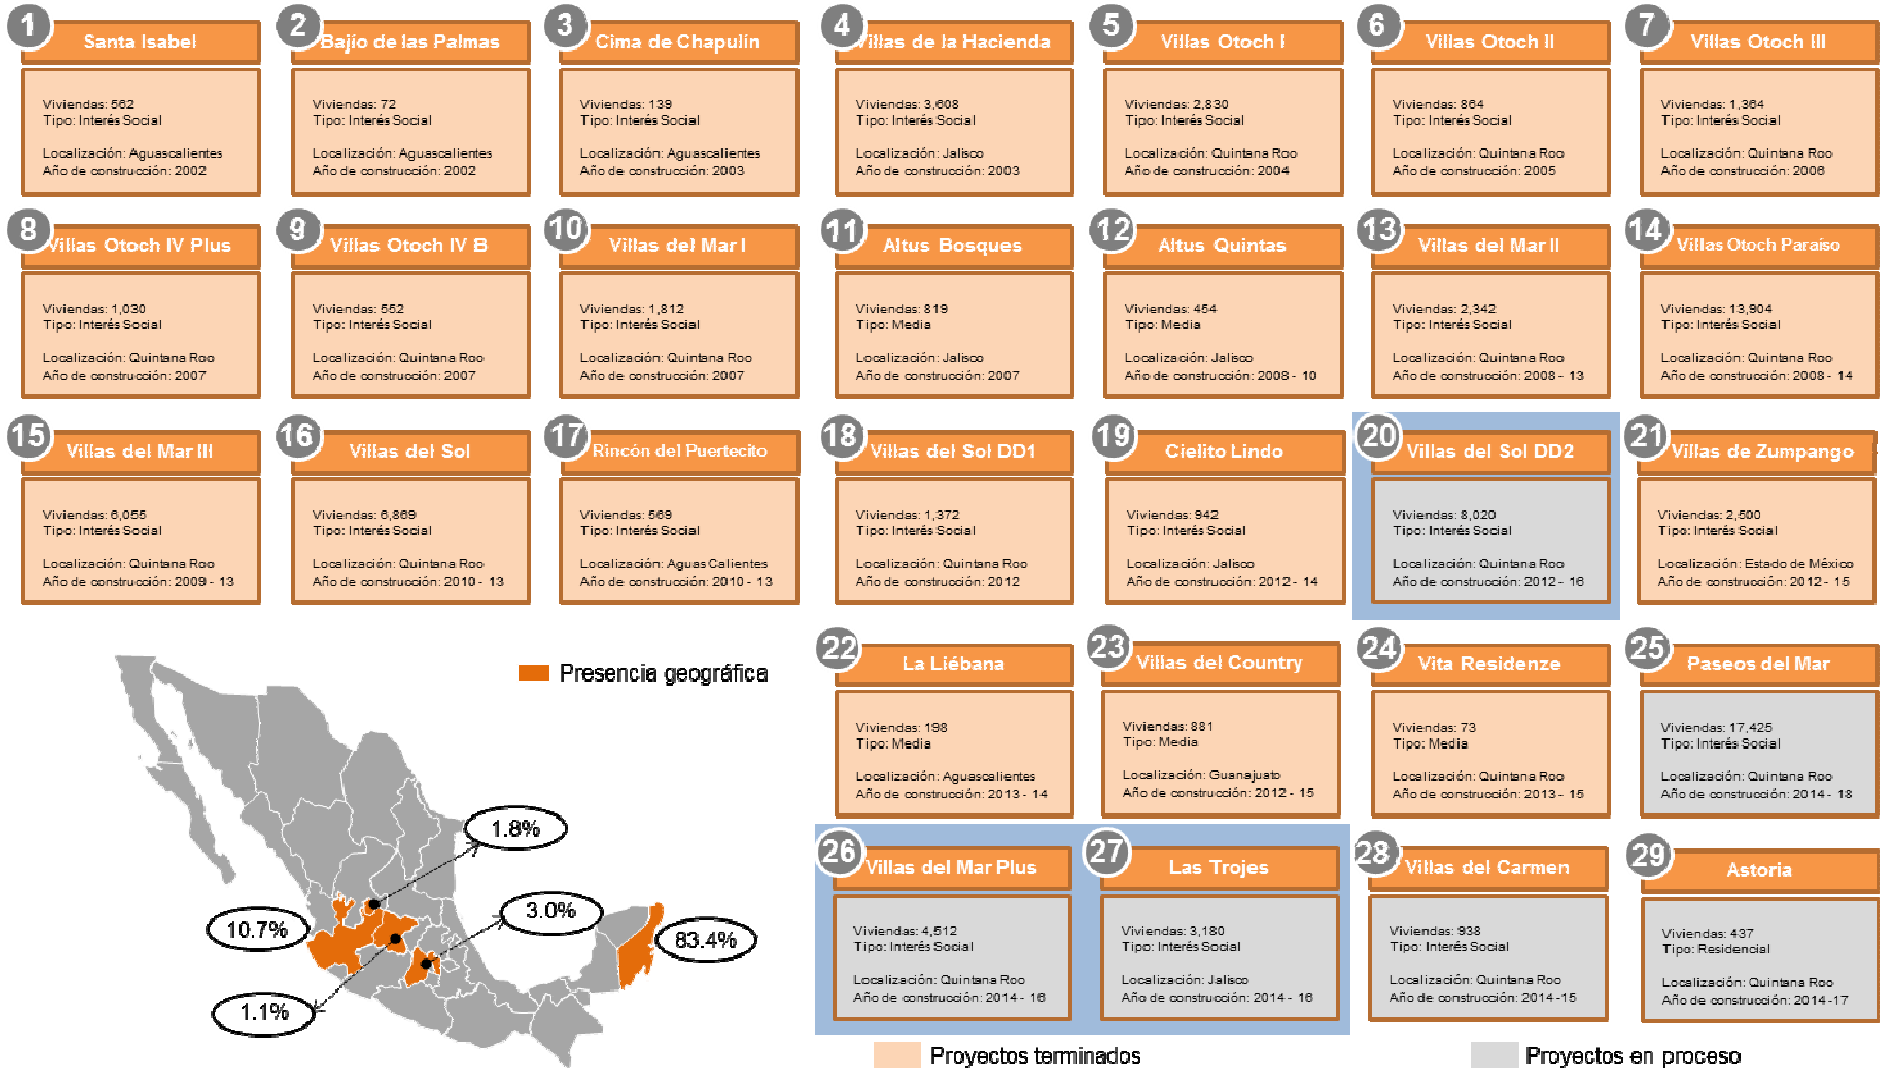 1
Santa Isabel
Viviendas: 562
Tipo: Interés Social
Localización: Aguascalientes
Año de construcción: 2002
2
Bajío de las Palmas
Viviendas: 72
Tipo: Interés Social
Localización: Aguascalientes
Año de construcción: 2002
3
Cima de Chapulín
Viviendas: 139
Tipo: Interés Social
Localización: Aguascalientes
Año de construcción: 2003
4
Villas de la Hacienda
Viviendas: 3,608
Tipo: Interés Social
Localización: Jalisco
Año de construcción: 2003
5
Villas Otoch I
Viviendas: 2,830
Tipo: Interés Social
Localización: Quintana Roo
Año de construcción: 2004
6
Villas Otoch II
Viviendas: 864
Tipo: Interés Social
Localización: Quintana Roo
Año de construcción: 2005
7
Villas Otoch III
Viviendas: 1,364
Tipo: Interés Social
Localización: Quintana Roo
Año de construcción: 2006
8
Villas Otoch IV Plus
Viviendas: 1,030
Tipo: Interés Social
Localización: Quintana Roo
Año de construcción: 2007
9
Villas Otoch IV B
Viviendas: 552
Tipo: Interés Social
Localización: Quintana Roo
Año de construcción: 2007
10
Villas del Mar I
Viviendas: 1,812
Tipo: Interés Social
Localización: Quintana Roo
Año de construcción: 2007
11
Altus Bosques
Viviendas: 819
Tipo: Media
Localización: Jalisco
Año de construcción: 2007
12
Altus Quintas
Viviendas: 454
Tipo: Media
Localización: Jalisco
Año de construcción: 2008 - 10
13
Villas del Mar II
Viviendas: 2,342
Tipo: Interés Social
Localización: Quintana Roo
Año de construcción: 2008 - 13
14
Villas Otoch Paraíso
Viviendas: 13,904
Tipo: Interés Social
Localización: Quintana Roo
Año de construcción: 2008 - 14
15
Villas del Mar III
Viviendas: 6,055
Tipo: Interés Social
Localización: Quintana Roo
Año de construcción: 2009 - 13
16
Villas del Sol
Viviendas: 6,869
Tipo: Interés Social
Localización: Quintana Roo
Año de construcción: 2010 - 13
17
Rincón del Puertecito
Viviendas: 569
Tipo: Interés Social
Localización: Aguas Calientes
Año de construcción: 2010 - 13
18
Villas del Sol DD1
Viviendas: 1,372
Tipo: Interés Social
Localización: Quintana Roo
Año de construcción: 2012
19
Cielito Lindo
Viviendas: 942
Tipo: Interés Social
Localización: Jalisco
Año de construcción: 2012 - 14
20
Villas del Sol DD2
Viviendas: 8,020
Tipo: Interés Social
Localización: Quintana Roo
Año de construcción: 2012 - 16
21
Villas de Zumpango
Viviendas: 2,500
Tipo: Interés Social
Localización: Estado de México
Año de construcción: 2012 - 15
22
La Liébana
Viviendas: 198
Tipo: Media
Localización: Aguascalientes
Año de construcción: 2013 - 14
23
Villas del Country
Viviendas: 881
Tipo: Media
Localización: Guanajuato
Año de construcción: 2012 - 15
24
Vita Residenze
Viviendas: 73
Tipo: Media
Localización: Quintana Roo
Año de construcción: 2013 - 15
25
Paseos del Mar
Viviendas: 17.425
Tipo: Interés Social
Localización: Quintana Roo
Año de construcción: 2014 - 18
26
Villas del Mar Plus
Viviendas: 4,512
Tipo: Interés Social
Localización: Quintana Roo
Año de construcción: 2014 - 16
27
Las Trojes
Viviendas: 3,180
Tipo: Interés Social
Localización: Jalisco
Año de construcción: 2014 - 16
28
Villas del Carmen
Viviendas: 938
Tipo: Interés Social
Localización: Quintana Roo
Año de construcción: 2014 -15
29
Astoria
Viviendas: 437
Tipo: Residencial
Localización: Quintana Roo
Año de construcción: 2014 -17
Presencia geográfica
1.8%
3.0%
10.7%
83.4%
1.1%
Proyectos terminados
Proyectos en proceso